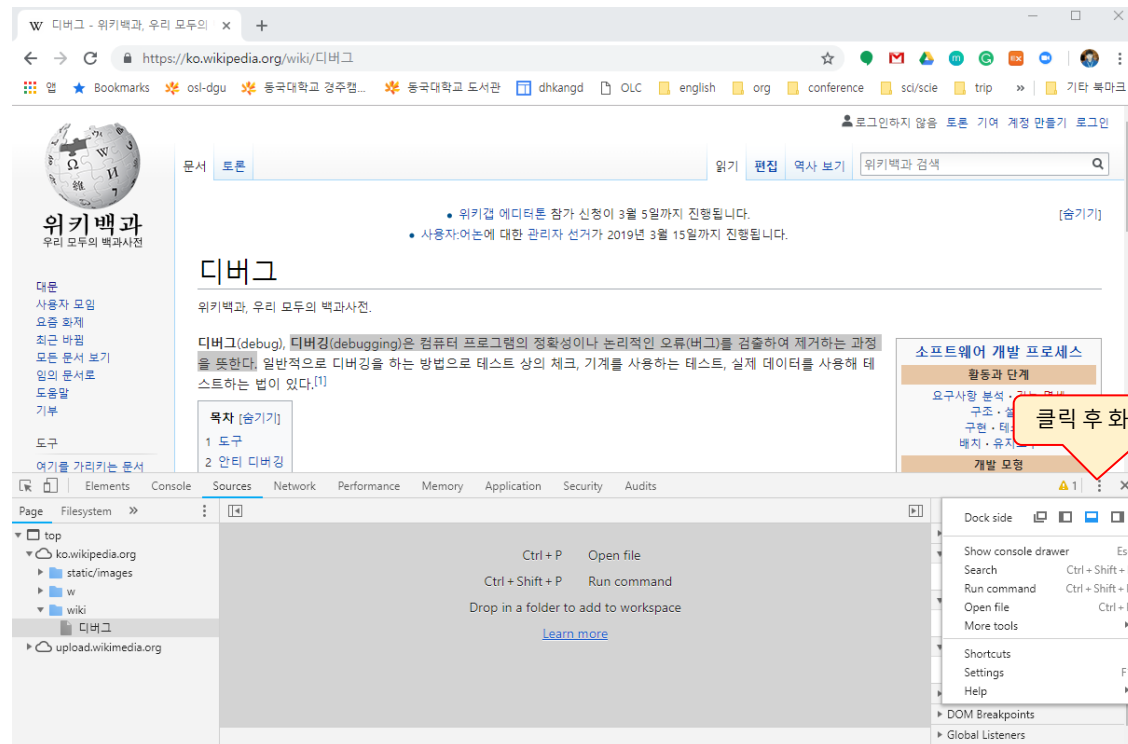 W 디버그 - 위키백과, 우리 모두의
https://ko.wikipedia.org/wiki/디버그
앱 Bookmarks osl-dgu 동국대학교 경주캠... 동국대학교 도서관 dhkangd OLC english org conference sci/scie trip » 기타 북마크
로그인하지 않음 토론 기여 계정 만들기 로그인
문서 토론 읽기 편집 역사 보기 위키백과 검색
위키백과
우리 모두의 백과사전
• 위키갭 에디터톤 참가 신청이 3월 5일까지 진행됩니다. [숨기기]
• 사용자:어논에 대한 관리자 선거가 2019년 3월 15일까지 진행됩니다.
대문
사용자 모임
요즘 화제
최근 바뀜
모든 문서 보기
임의 문서로
도움말
기부
도구
여기를 가리키는 문서
디버그
위키백과, 우리 모두의 백과사전.
디버그(debug), 디버깅(debugging)은 컴퓨터 프로그램의 정확성이나 논리적인 오류(버그)를 검출하여 제거하는 과정
을 뜻한다. 일반적으로 디버깅을 하는 방법으로 테스트 상의 체크, 기계를 사용하는 테스트, 실제 데이터를 사용해 테
스트하는 법이 있다.[1]
목차 [숨기기]
1 도구
2 안티 디버깅
소프트웨어 개발 프로세스
활동과 단계
요구사항 분석 ·
구조 ·
구현 ·
배치 ·
개발 모형
클릭 후 화
Elements Console Sources Network Performance Memory Application Security Audits 1
Page Filesystem »
top
ko.wikipedia.org
static/images
w
wiki
디버그
upload.wikimedia.org
Ctrl + P Open file
Ctrl + Shift + P Run command
Drop in a folder to add to workspace
Learn more
Dock side
Show console drawer Es
Search Ctrl + Shift +
Run command Ctrl + Shift +
Open file Ctrl +
More tools
Shortcuts
Settings F
Help
DOM Breakpoints
Global Listeners